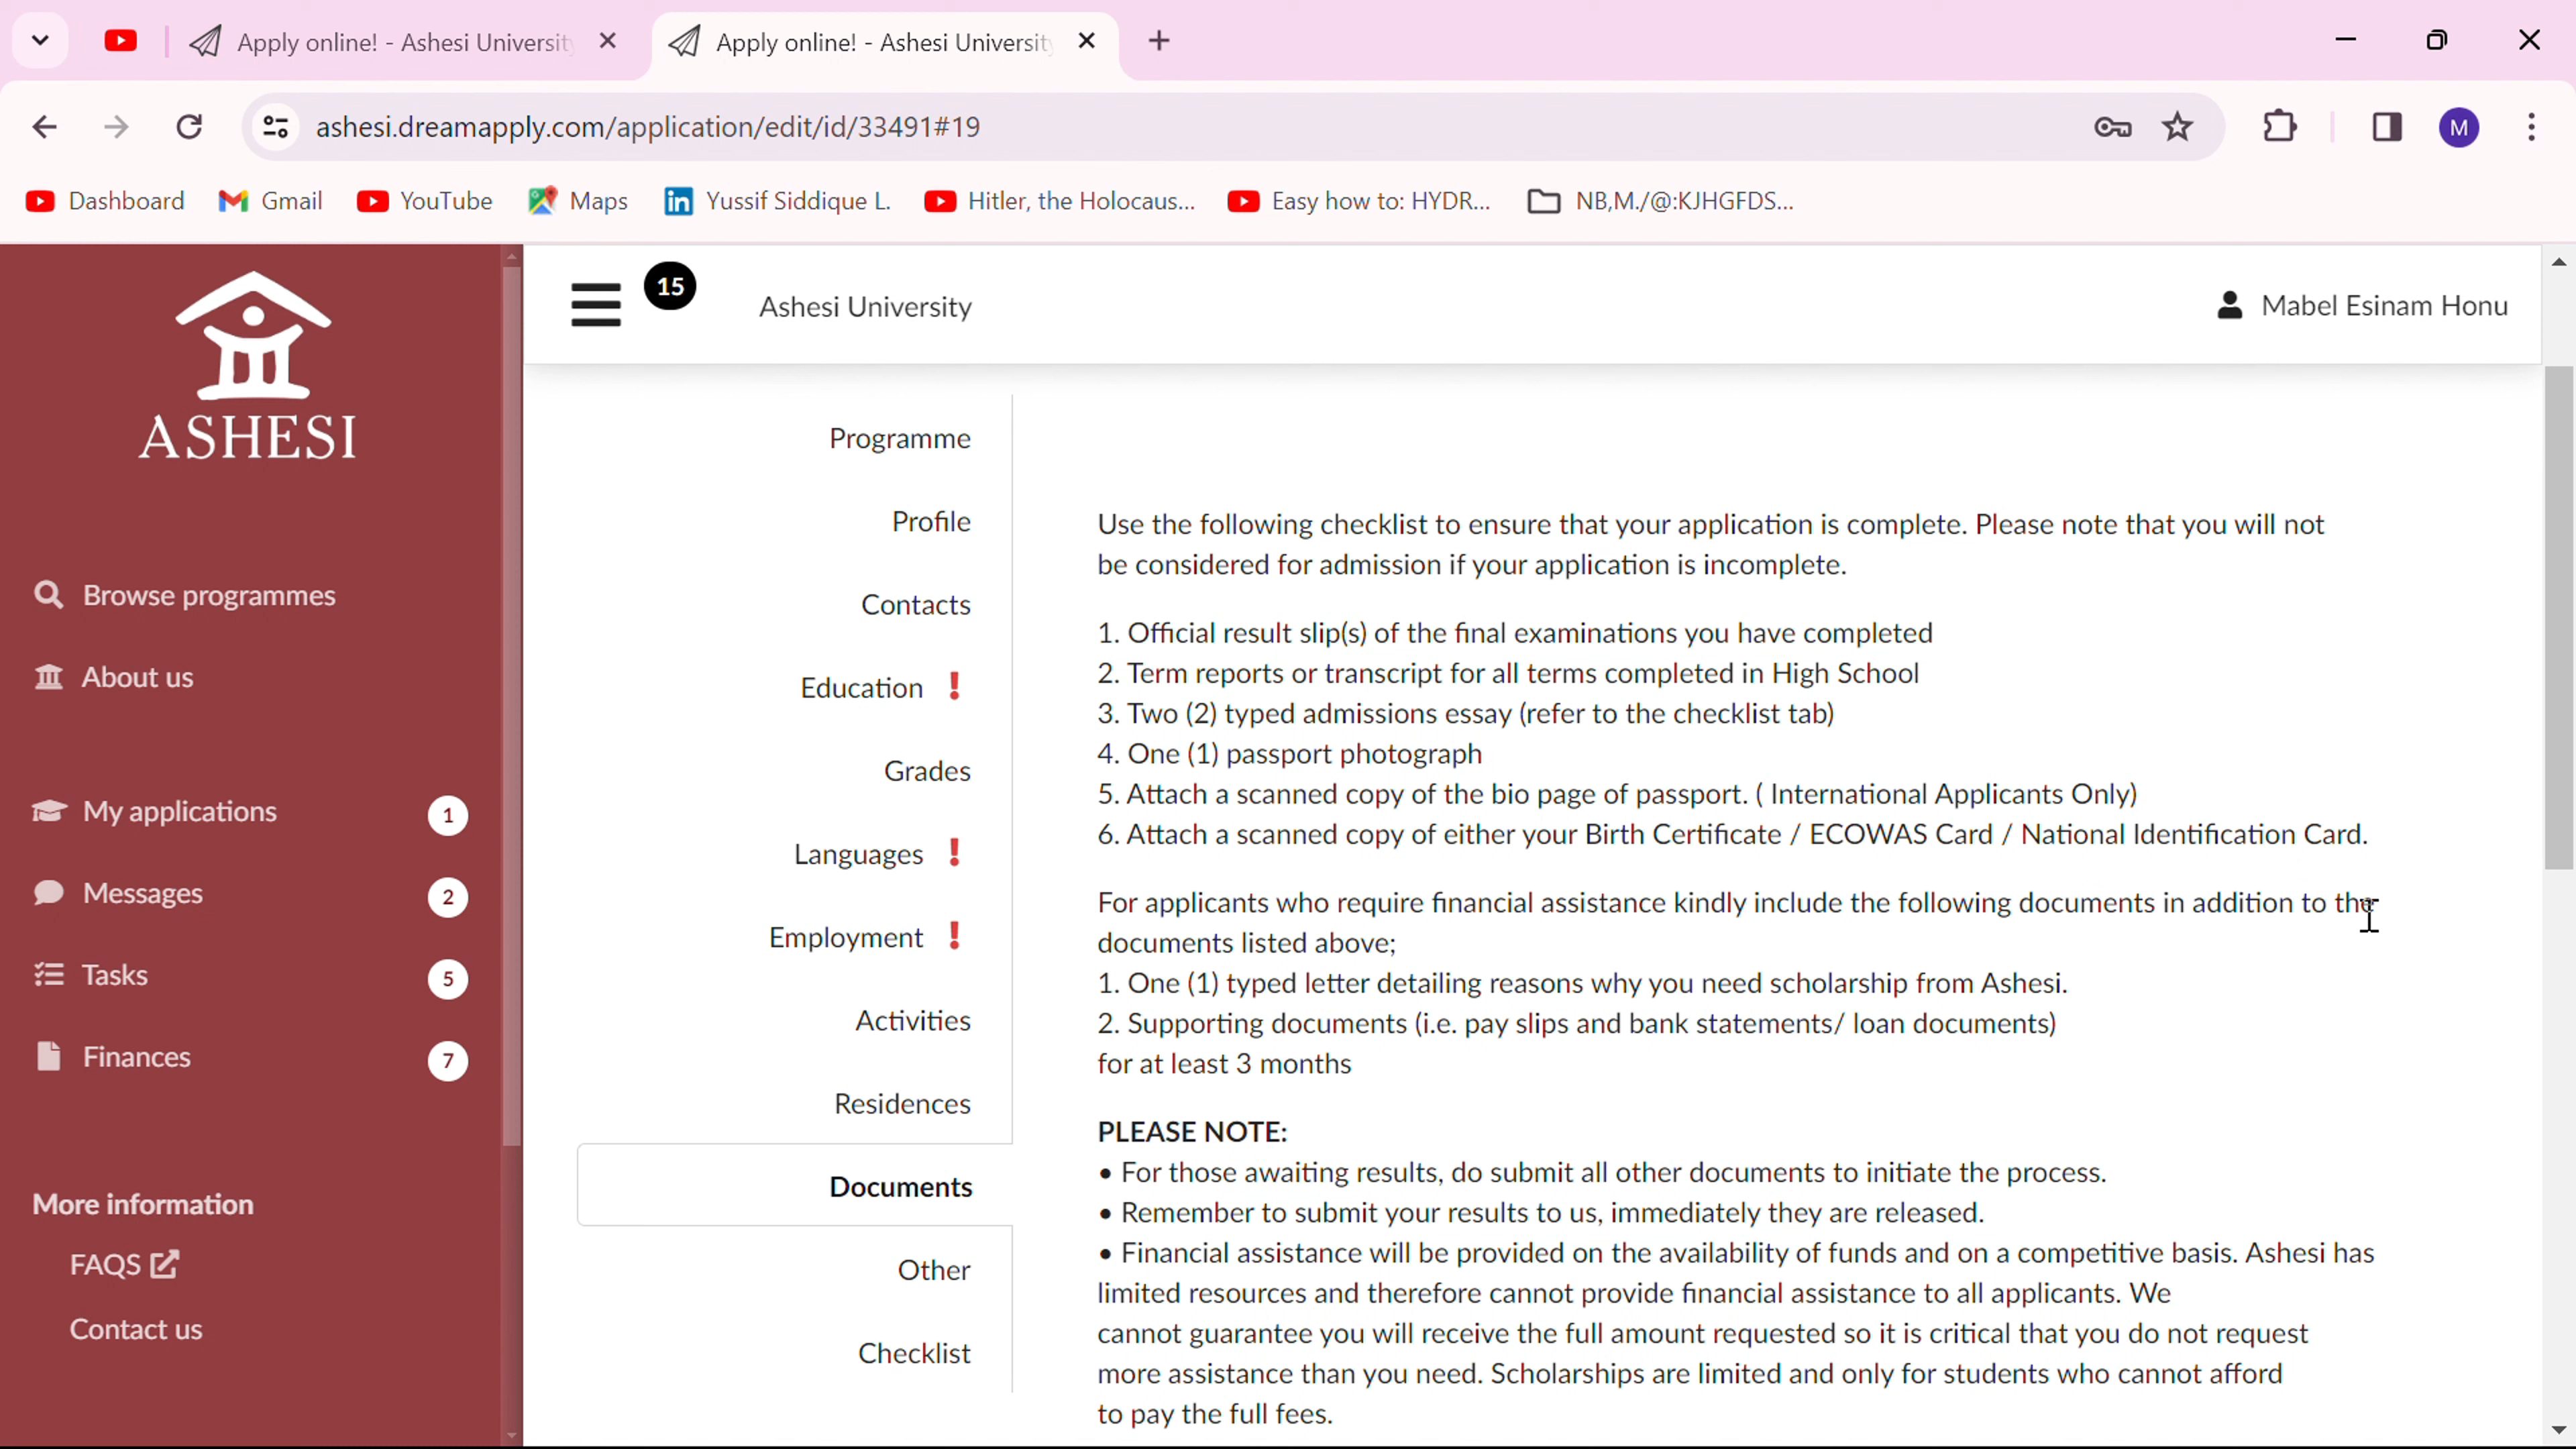 Apply online! - Ashesi University
Apply online! - Ashesi University
ashesi.dreamapply.com/application/edit/id/33491#19
M
Dashboard
Gmail
YouTube
Maps
Yussif Siddique L.
Hitler, the Holocaus...
Easy how to: HYDR...
NB,M./@:KJHGFDS...
ASHESI
Browse programmes
About us
My applications 1
Messages 2
Tasks 5
Finances 7
More information
FAQS
Contact us
15
Ashesi University
Mabel Esinam Honu
Programme
Profile
Contacts
Education !
Grades
Languages !
Employment !
Activities
Residences
Documents
Other
Checklist
Use the following checklist to ensure that your application is complete. Please note that you will not
be considered for admission if your application is incomplete.
1. Official result slip(s) of the final examinations you have completed
2. Term reports or transcript for all terms completed in High School
3. Two (2) typed admissions essay (refer to the checklist tab)
4. One (1) passport photograph
5. Attach a scanned copy of the bio page of passport. ( International Applicants Only)
6. Attach a scanned copy of either your Birth Certificate / ECOWAS Card / National Identification Card.
For applicants who require financial assistance kindly include the following documents in addition to the
documents listed above;
1. One (1) typed letter detailing reasons why you need scholarship from Ashesi.
2. Supporting documents (i.e. pay slips and bank statements/ loan documents)
for at least 3 months
PLEASE NOTE:
• For those awaiting results, do submit all other documents to initiate the process.
• Remember to submit your results to us, immediately they are released.
• Financial assistance will be provided on the availability of funds and on a competitive basis. Ashesi has
limited resources and therefore cannot provide financial assistance to all applicants. We
cannot guarantee you will receive the full amount requested so it is critical that you do not request
more assistance than you need. Scholarships are limited and only for students who cannot afford
to pay the full fees.